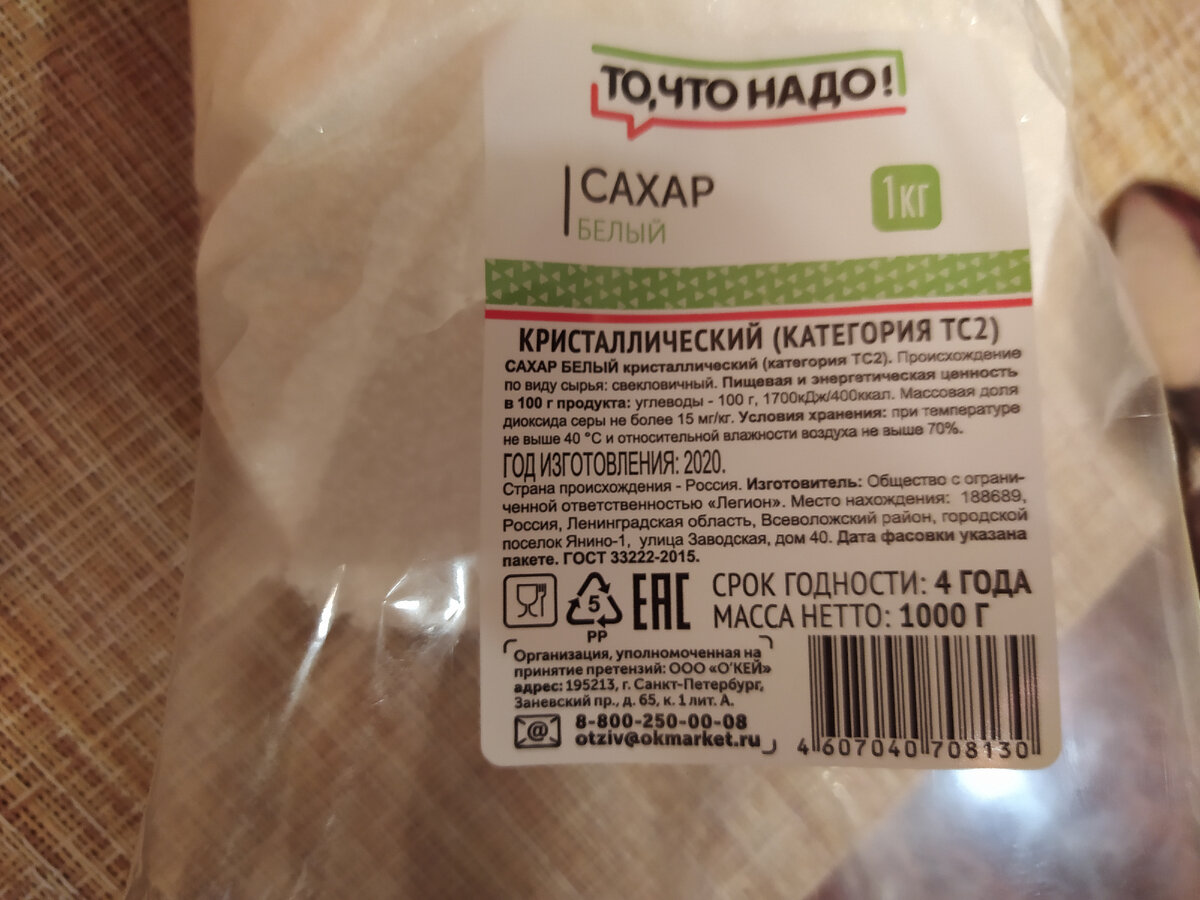 ТО, ЧТО НАДО!
САХАР
БЕЛЫЙ
1кг
КРИСТАЛЛИЧЕСКИЙ (КАТЕГОРИЯ ТС2)
САХАР БЕЛЫЙ кристаллический (категория ТС2). Происхождение
по виду сырья: свекловичный. Пищевая и энергетическая ценность
в 100 г продукта: углеводы - 100 г, 1700кДж/400ккал. Массовая доля
диоксида серы не более 15 мг/кг. Условия хранения: при температуре
не выше 40 °С и относительной влажности воздуха не выше 70%.
ГОД ИЗГОТОВЛЕНИЯ: 2020.
Страна происхождения - Россия. Изготовитель: Общество с ограни-
ченной ответственностью «Легион». Место нахождения: 188689,
Россия, Ленинградская область, Всеволожский район, городской
поселок Янино-1, улица Заводская, дом 40. Дата фасовки указана
пакете. ГОСТ 33222-2015.
5
PP
ЕАС
СРОК ГОДНОСТИ: 4 ГОДА
МАССА НЕТТО: 1000 Г
Организация, уполномоченная на
принятие претензий: ООО «О'КЕЙ»
адрес: 195213, г. Санкт-Петербург,
Заневский пр., д. 65, к. 1 лит. А.
@
8-800-250-00-08
otziv@okmarket.ru
4 607040 708130